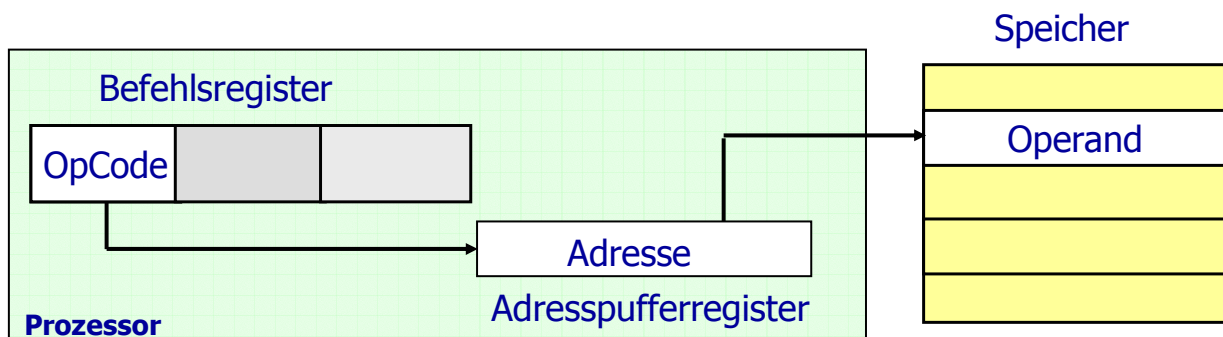 Speicher
Befehlsregister
OpCode
Operand
Adresse
Adresspufferregister
Prozessor